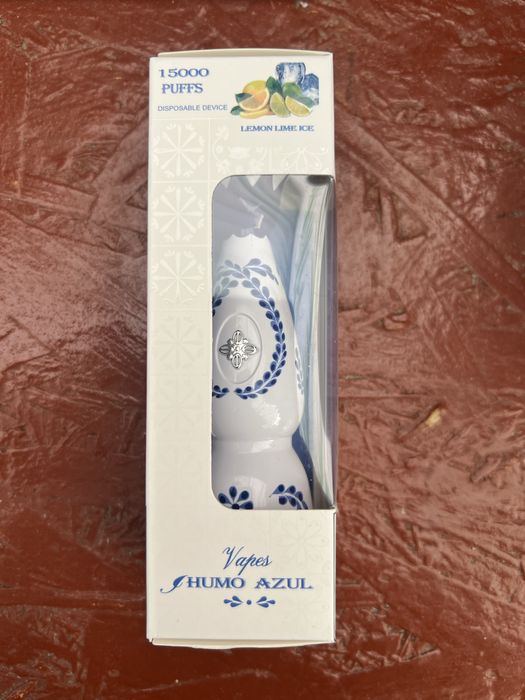 15000
PUFFS
DISPOSABLE DEVICE
LEMON LIME ICE
Vapes
HUMO AZUL